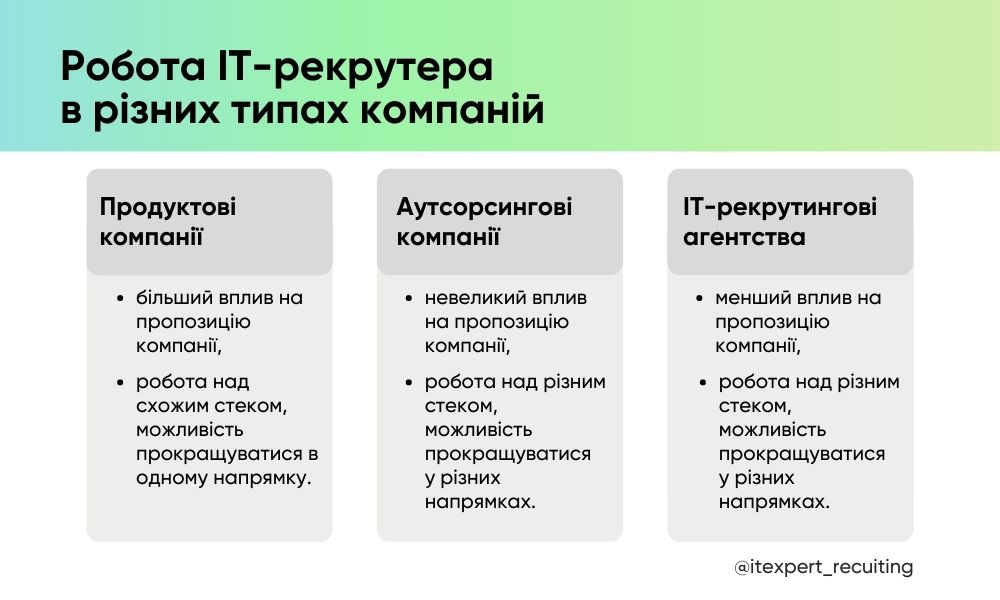 Робота IT-рекрутера
в різних типах компаній
Продуктові
компанії
• більший вплив на
пропозицію
компанії,
• робота над
схожим стеком,
можливість
прокращуватися в
одному напрямку.
Аутсорсингові
компанії
• невеликий вплив
на пропозицію
компанії,
• робота над різним
стеком,
можливість
прокращуватися
у різних
напрямках.
IT-рекрутингові
агентства
• менший вплив на
пропозицію
компанії,
• робота над різним
стеком,
можливість
прокращуватися
у різних
напрямках.
@itexpert_recuiting